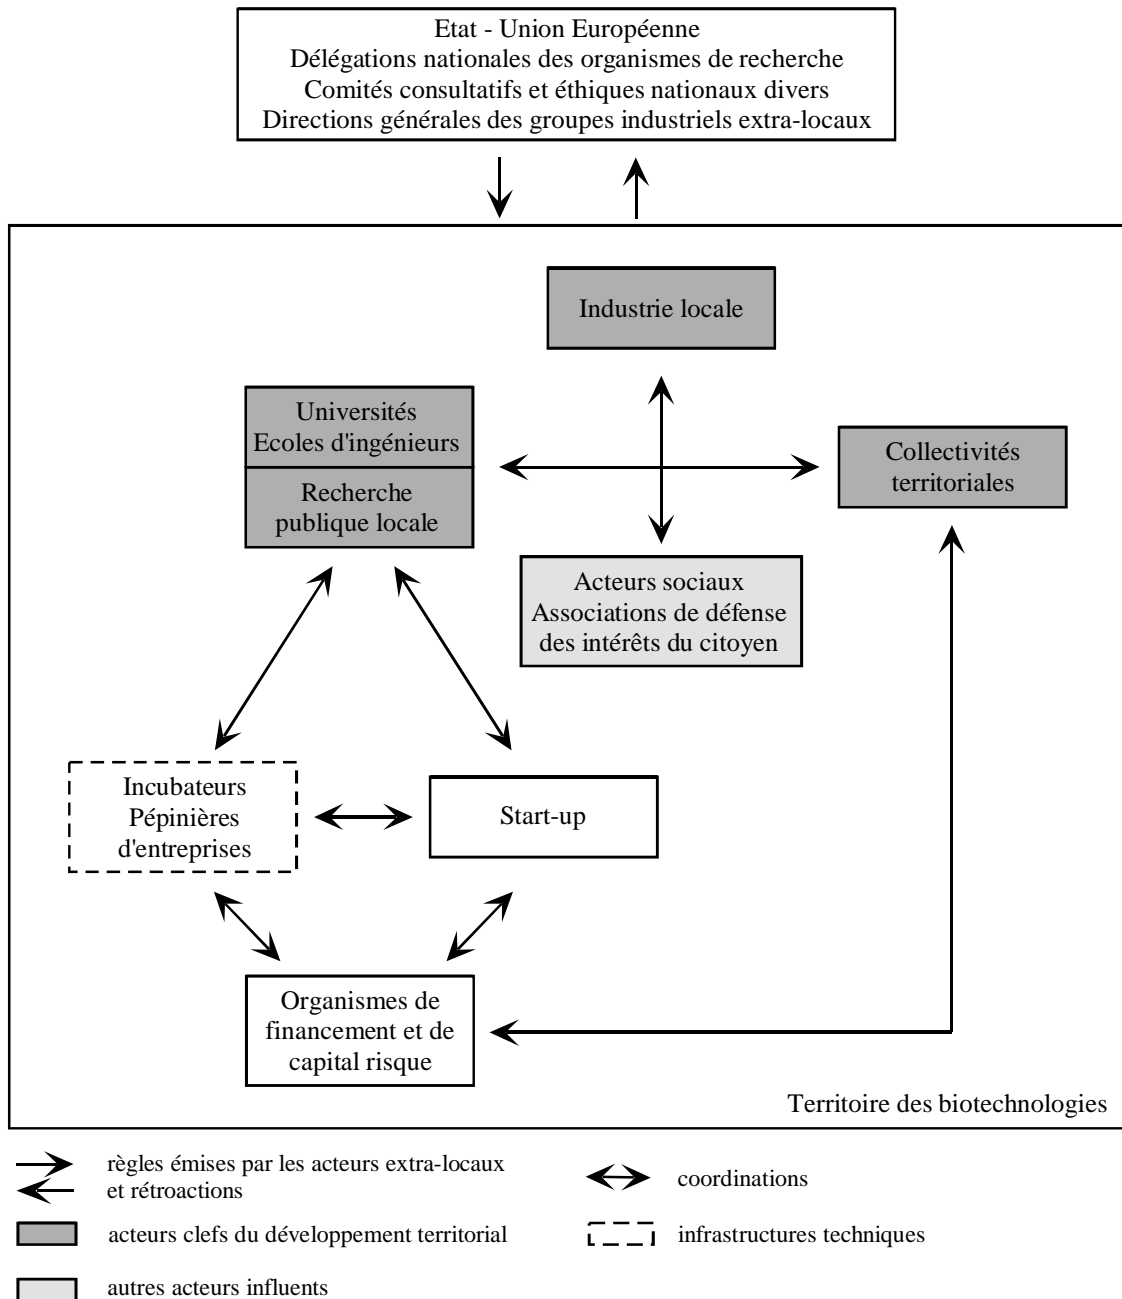 Etat - Union Européenne
Délégations nationales des organismes de recherche
Comités consultatifs et éthiques nationaux divers
Directions générales des groupes industriels extra-locaux
Industrie locale
Universités
Ecoles d'ingénieurs
Recherche
publique locale
Collectivités
territoriales
Acteurs sociaux
Associations de défense
des intérêts du citoyen
Incubateurs
Pépinières
d'entreprises
Start-up
Organismes de
financement et de
capital risque
Territoire des biotechnologies
règles émises par les acteurs extra-locaux
et rétroactions
coordinations
acteurs clefs du développement territorial
infrastructures techniques
autres acteurs influents